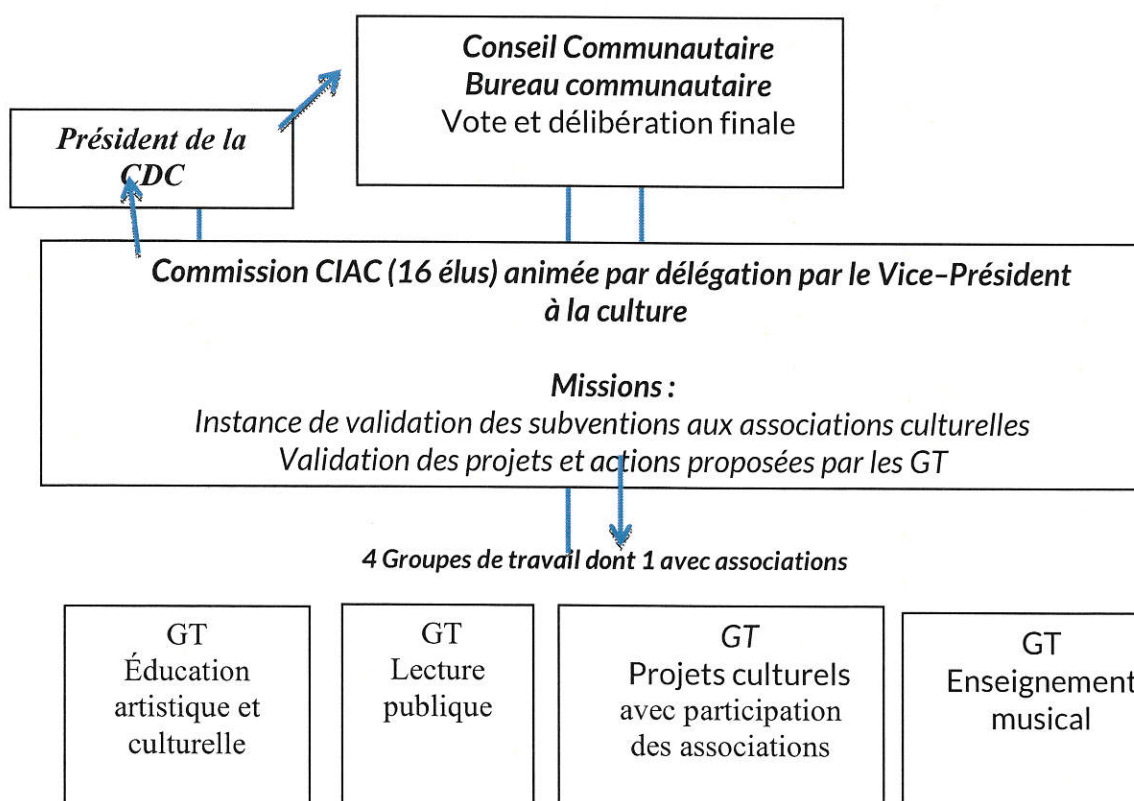 Conseil Communautaire
Bureau communautaire
Vote et délibération finale
Président de la
CDC
Commission CIAC (16 élus) animée par délégation par le Vice-Président
à la culture
Missions :
Instance de validation des subventions aux associations culturelles
Validation des projets et actions proposées par les GT
4 Groupes de travail dont 1 avec associations
GT
Éducation
artistique et
culturelle
GT
Lecture
publique
GT
Projets culturels
avec participation
des associations
GT
Enseignement
musical